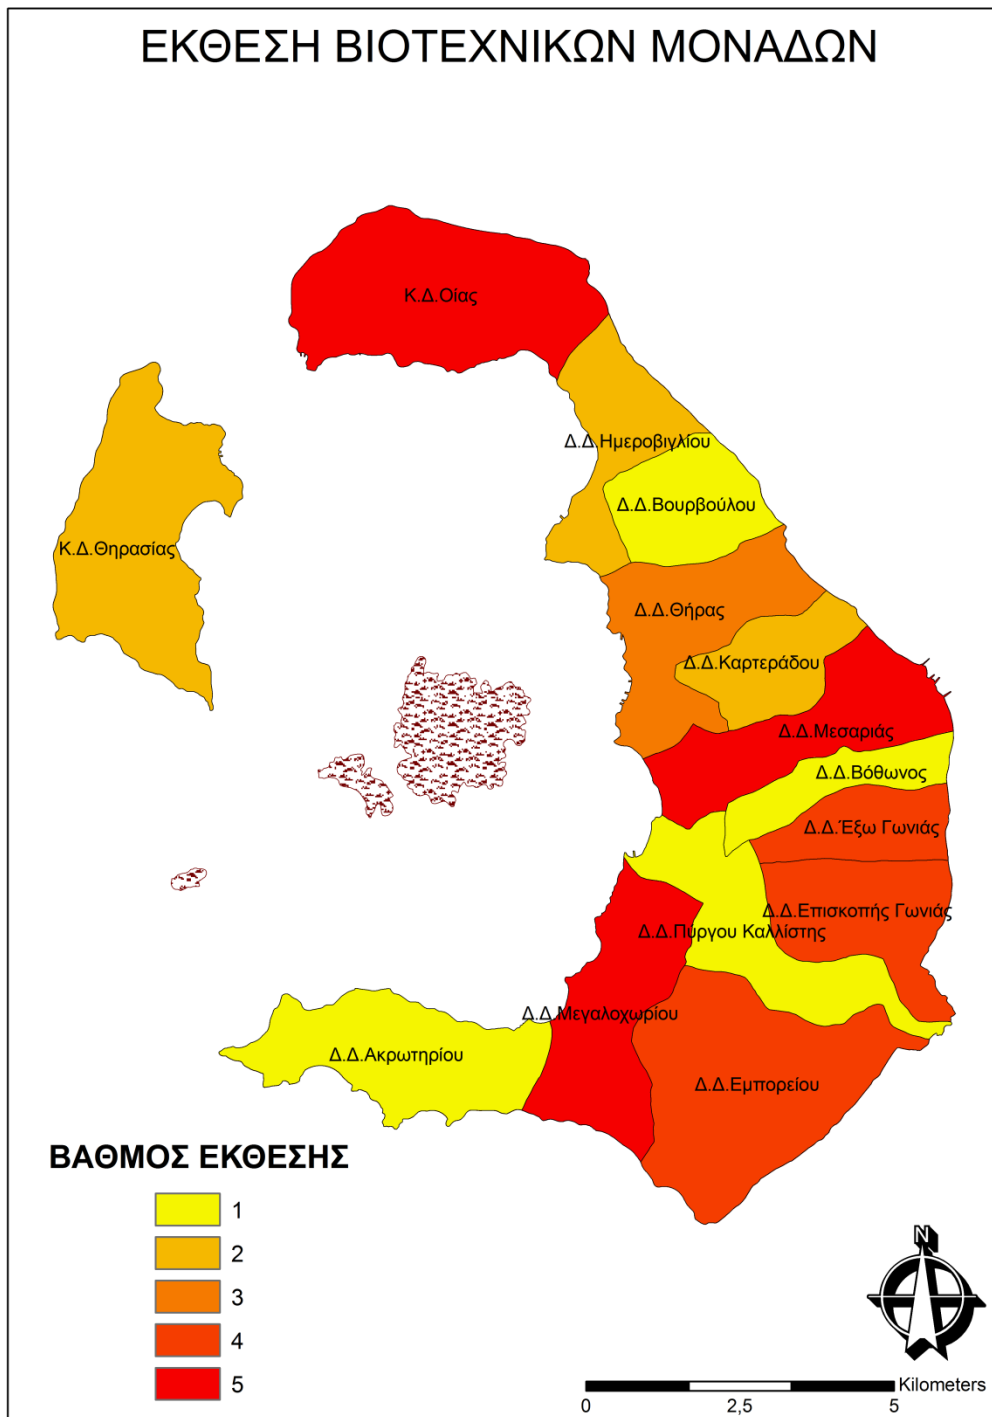 ΕΚΘΕΣΗ ΒΙΟΤΕΧΝΙΚΩΝ ΜΟΝΑΔΩΝ
Κ.Δ.Οίας
Δ.Δ.Ημεροβιγλίου
Δ.Δ.Βουρβούλου
Κ.Δ.Θηρασίας
Δ.Δ.Θήρας
Δ.Δ.Καρτεράδου
Δ.Δ.Μεσαριάς
Δ.Δ.Βόθωνος
Δ.Δ.Έξω Γωνιάς
Δ.Δ.Επισκοπής Γωνιάς
Δ.Δ.Πύργου Καλλίστης
Δ.Δ.Μεγαλοχωρίου
Δ.Δ.Ακρωτηρίου
Δ.Δ.Εμπορείου
ΒΑΘΜΟΣ ΕΚΘΕΣΗΣ
1
2
3
4
5
N
Kilometers
0 2,5 5